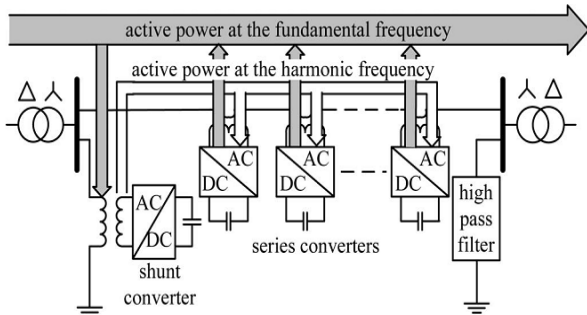 active power at the fundamental frequency
active power at the harmonic frequency
AC
DC
AC
DC
AC
DC
AC
DC
shunt
converter
series converters
high
pass
filter